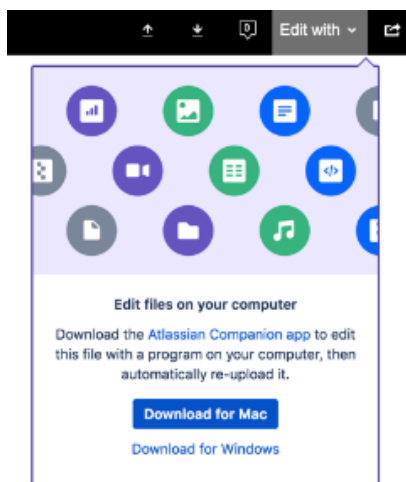 Edit with
Edit files on your computer
Download the Atlassian Companion app to edit
this file with a program on your computer, then
automatically re-upload it.
Download for Mac
Download for Windows